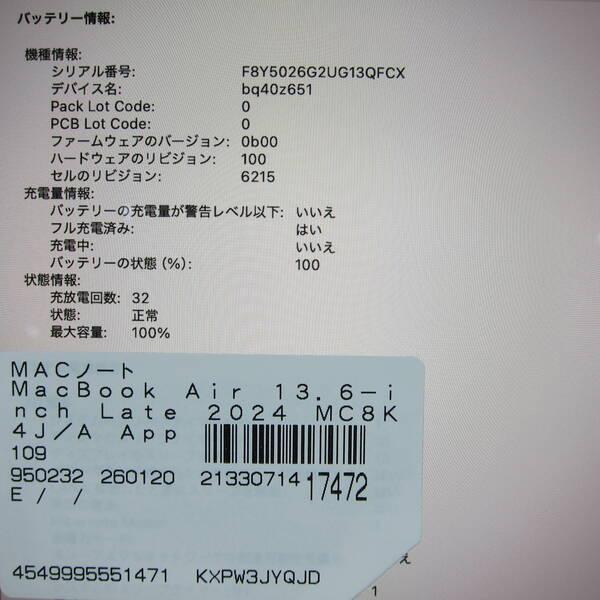 バッテリー情報:
機種情報:
シリアル番号: F8Y5026G2UG13QFCX
デバイス名: bq40z651
Pack Lot Code: 0
PCB Lot Code: 0
ファームウェアのバージョン: 0b00
ハードウェアのリビジョン: 100
セルのリビジョン: 6215
充電量情報:
バッテリーの充電量が警告レベル以下: いいえ
フル充電済み: はい
充電中: いいえ
バッテリーの状態 (%): 100
状態情報:
充放電回数: 32
状態: 正常
最大容量: 100%
MACノート
MacBook Air 13.6-i
nch Late 2024 MC8K
4J/A App
109
950232 260120 21330714 17472
E / /
え
4549995551471 KXPW3JYQJD
1